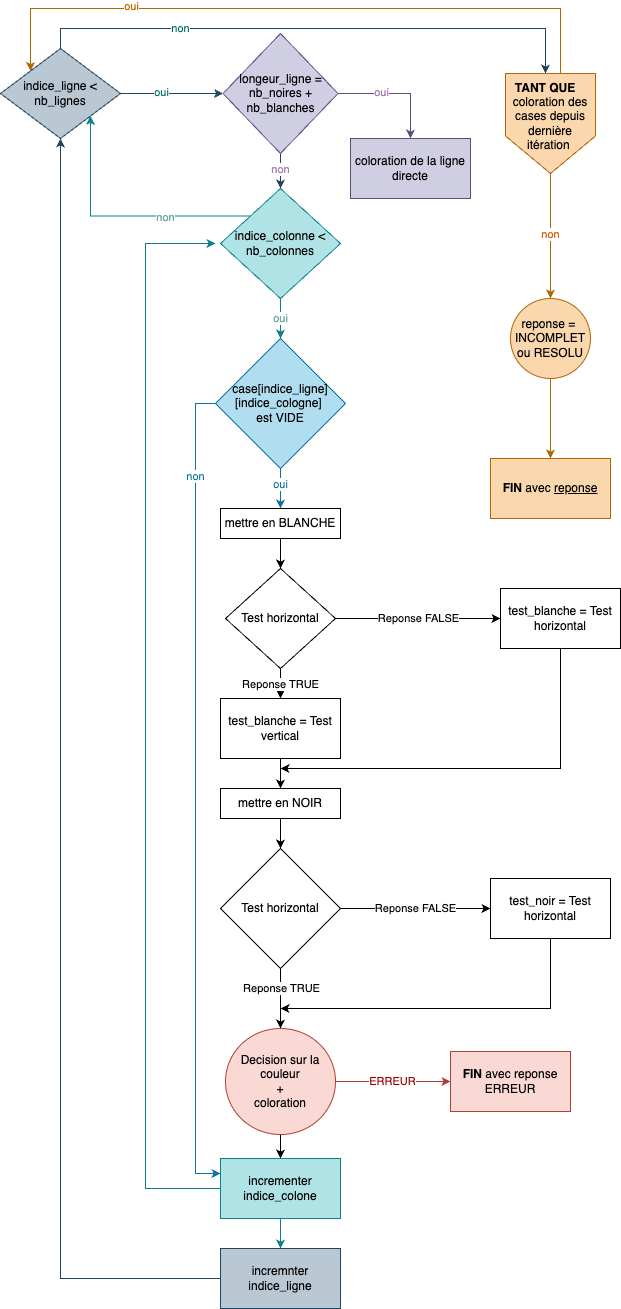 oui
non
indice_ligne <
nb_lignes
oui
longeur_ligne =
nb_noires +
nb_blanches
oui
TANT QUE
coloration des
cases depuis
dernière
itération
coloration de la ligne
directe
non
non
indice_colonne <
nb_colonnes
non
oui
reponse =
INCOMPLET
ou RESOLU
case[indice_ligne]
[indice_cologne]
est VIDE
non
oui
FIN avec reponse
mettre en BLANCHE
Test horizontal
Reponse FALSE
test_blanche = Test
horizontal
Reponse TRUE
test_blanche = Test
vertical
mettre en NOIR
Test horizontal
Reponse FALSE
test_noir = Test
horizontal
Reponse TRUE
Decision sur la
couleur
+
coloration
ERREUR
FIN avec reponse
ERREUR
incrementer
indice_colone
incremnter
indice_ligne